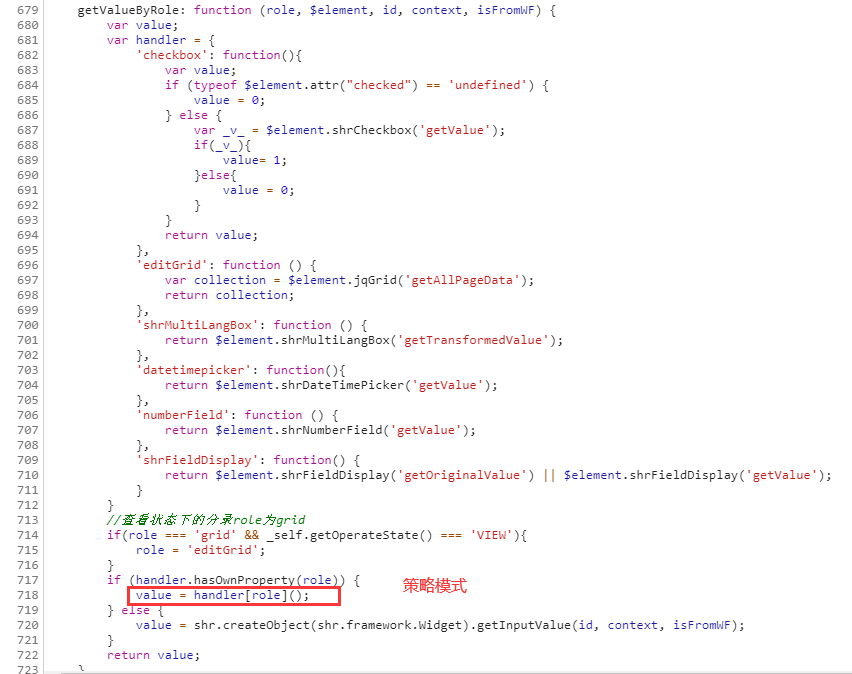 679 getValueByRole: function (role, $element, id, context, isFromWF) {
680 var value;
681 var handler = {
682 'checkbox': function(){
683 var value;
684 if (typeof $element.attr("checked") == 'undefined') {
685 value = 0;
686 } else {
687 var _v_ = $element.shrCheckbox('getValue');
688 if(_v_){
689 value= 1;
690 }else{
691 value = 0;
692 }
693 }
694 return value;
695 },
696 'editGrid': function () {
697 var collection = $element.jqGrid('getAllPageData');
698 return collection;
699 },
700 'shrMultiLangBox': function () {
701 return $element.shrMultiLangBox('getTransformedValue');
702 },
703 'datetimepicker': function(){
704 return $element.shrDateTimePicker('getValue');
705 },
706 'numberField': function () {
707 return $element.shrNumberField('getValue');
708 },
709 'shrFieldDisplay': function() {
710 return $element.shrFieldDisplay('getOriginalValue') || $element.shrFieldDisplay('getValue');
711 }
712 }
713 //查看状态下的分录role为grid
714 if(role === 'grid' && _self.getOperateState() === 'VIEW'){
715 role = 'editGrid';
716 }
717 if (handler.hasOwnProperty(role)) {
策略模式
718 value = handler[role]();
719 } else {
720 value = shr.createObject(shr.framework.Widget).getInputValue(id, context, isFromWF);
721 }
722 return value;
723 }